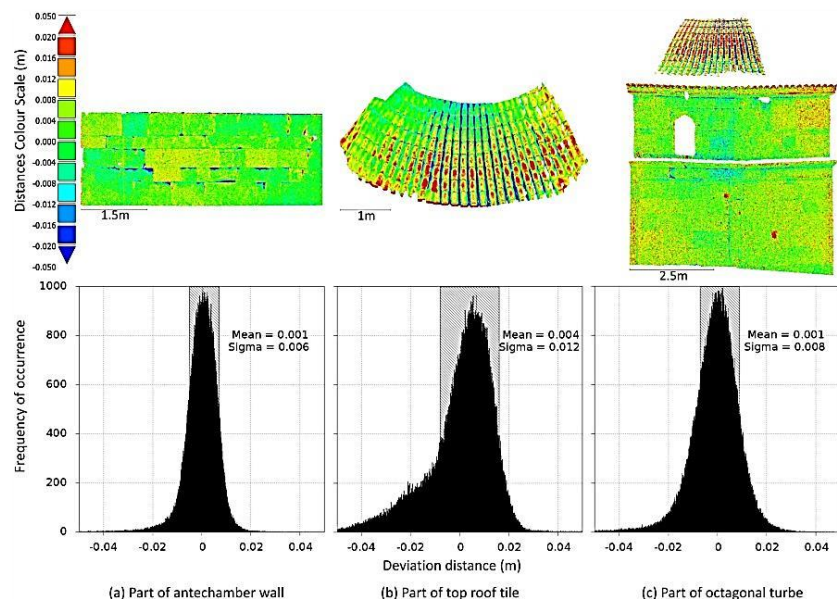 Distances Colour Scale (m)
0.050
0.020
0.016
0.012
0.008
0.004
0.000
-0.004
-0.008
-0.012
-0.016
-0.020
-0.050
1.5m
1m
2.5m
Frequency of occurrence
1000
800
600
400
200
0
Mean = 0.001
Sigma = 0.006
Mean = 0.004
Sigma = 0.012
Mean = 0.001
Sigma = 0.008
-0.04 -0.02 0 0.02 0.04
-0.04 -0.02 0 0.02 0.04
-0.04 -0.02 0 0.02 0.04
Deviation distance (m)
(a) Part of antechamber wall
(b) Part of top roof tile
(c) Part of octagonal turbe